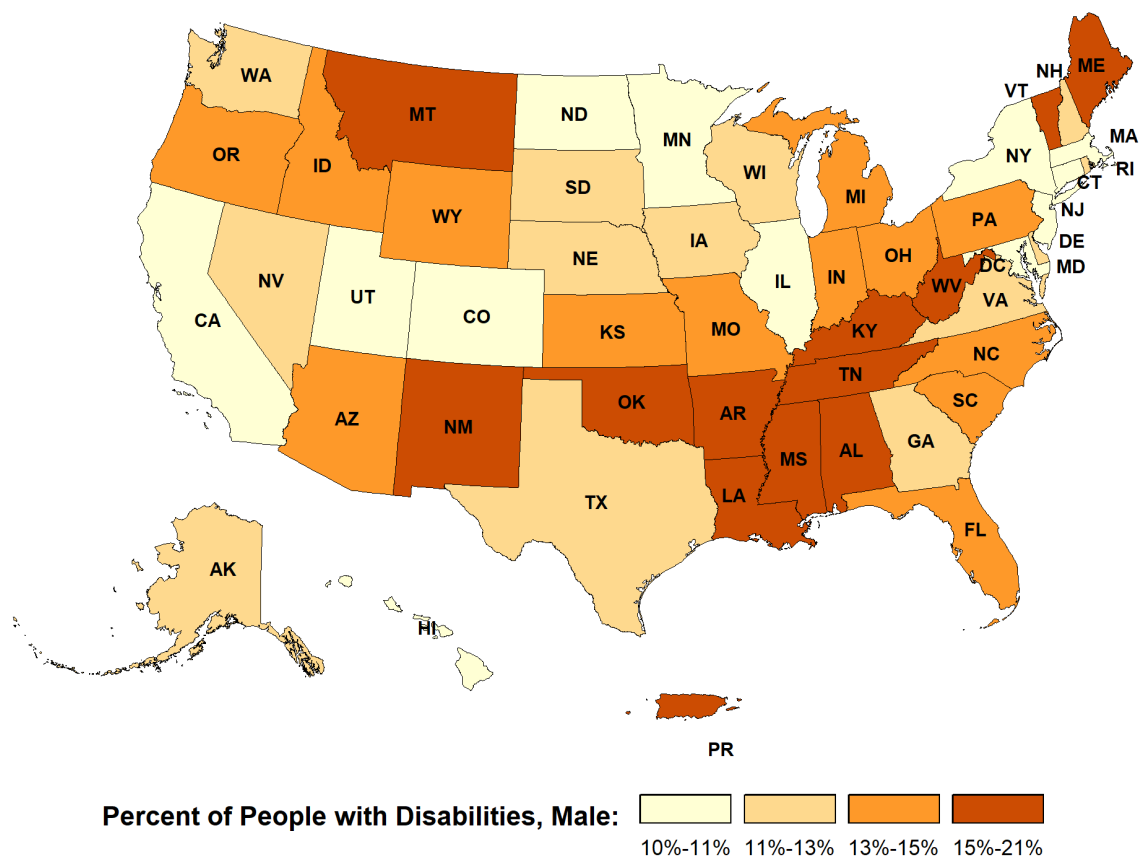 WA
MT
ND
MN
VT
NH
ME
OR
ID
WY
SD
WI
MI
NY
MA
RI
CT
NJ
PA
NV
UT
CO
NE
IA
IL
IN
OH
DE
DC
MD
WV
VA
CA
KS
MO
KY
NC
TN
SC
AZ
NM
OK
AR
MS
AL
GA
LA
TX
FL
AK
HI
PR
Percent of People with Disabilities, Male:
10%-11% 11%-13% 13%-15% 15%-21%